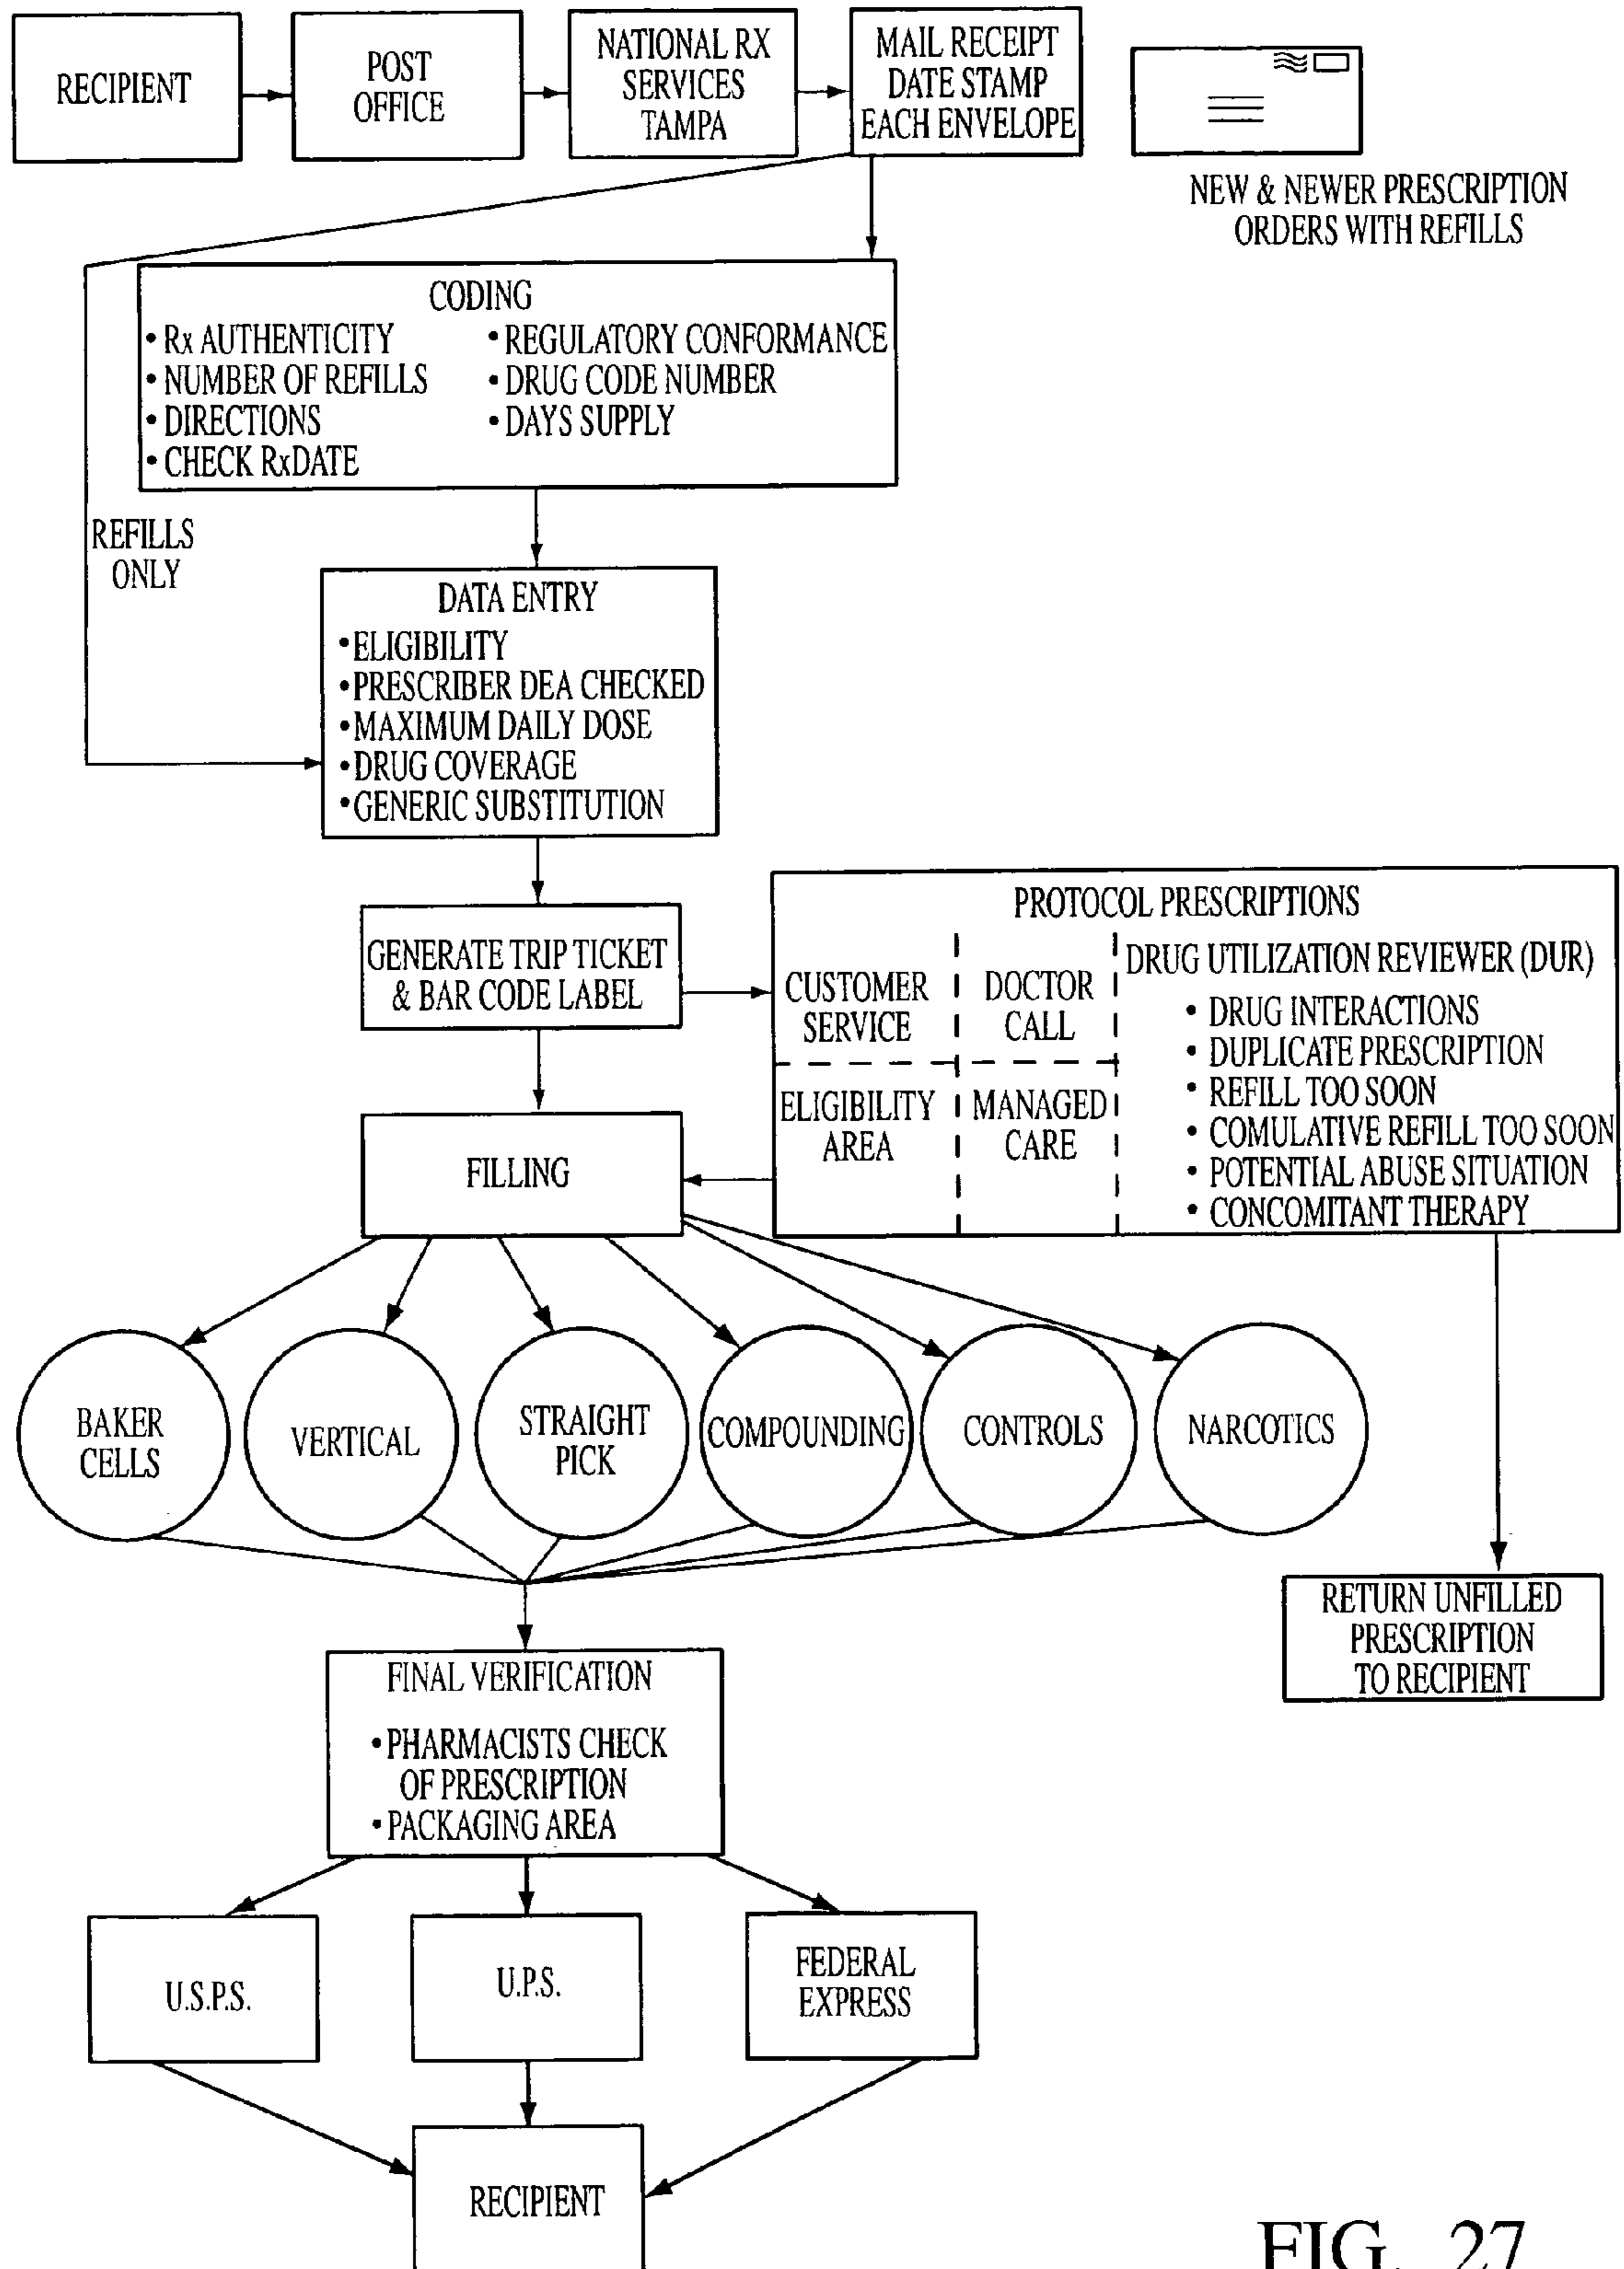 RECIPIENT
POST
OFFICE
NATIONAL RX
SERVICES
TAMPA
MAIL RECEIPT
DATE STAMP
EACH ENVELOPE
NEW & NEWER PRESCRIPTION
ORDERS WITH REFILLS
CODING
• Rx AUTHENTICITY
• NUMBER OF REFILLS
• DIRECTIONS
• CHECK RxDATE
• REGULATORY CONFORMANCE
• DRUG CODE NUMBER
• DAYS SUPPLY
REFILLS
ONLY
DATA ENTRY
• ELIGIBILITY
• PRESCRIBER DEA CHECKED
• MAXIMUM DAILY DOSE
• DRUG COVERAGE
• GENERIC SUBSTITUTION
GENERATE TRIP TICKET
& BAR CODE LABEL
PROTOCOL PRESCRIPTIONS
CUSTOMER
SERVICE
DOCTOR
CALL
ELIGIBILITY
AREA
MANAGED
CARE
DRUG UTILIZATION REVIEWER (DUR)
• DRUG INTERACTIONS
• DUPLICATE PRESCRIPTION
• REFILL TOO SOON
• COMULATIVE REFILL TOO SOON
• POTENTIAL ABUSE SITUATION
• CONCOMITANT THERAPY
FILLING
BAKER
CELLS
VERTICAL
STRAIGHT
PICK
COMPOUNDING
CONTROLS
NARCOTICS
RETURN UNFILLED
PRESCRIPTION
TO RECIPIENT
FINAL VERIFICATION
• PHARMACISTS CHECK
OF PRESCRIPTION
• PACKAGING AREA
U.S.P.S.
U.P.S.
FEDERAL
EXPRESS
RECIPIENT
FIG. 27